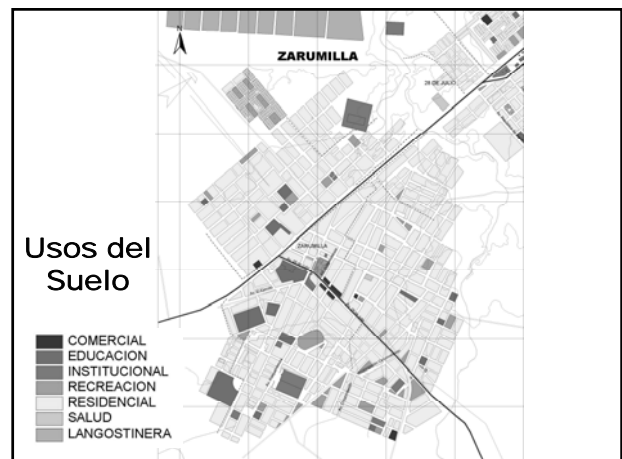 N
ZARUMILLA
28 DE JULIO
ZARUMILLA
Usos del
Suelo
COMERCIAL
EDUCACION
INSTITUCIONAL
RECREACION
RESIDENCIAL
SALUD
LANGOSTINERA